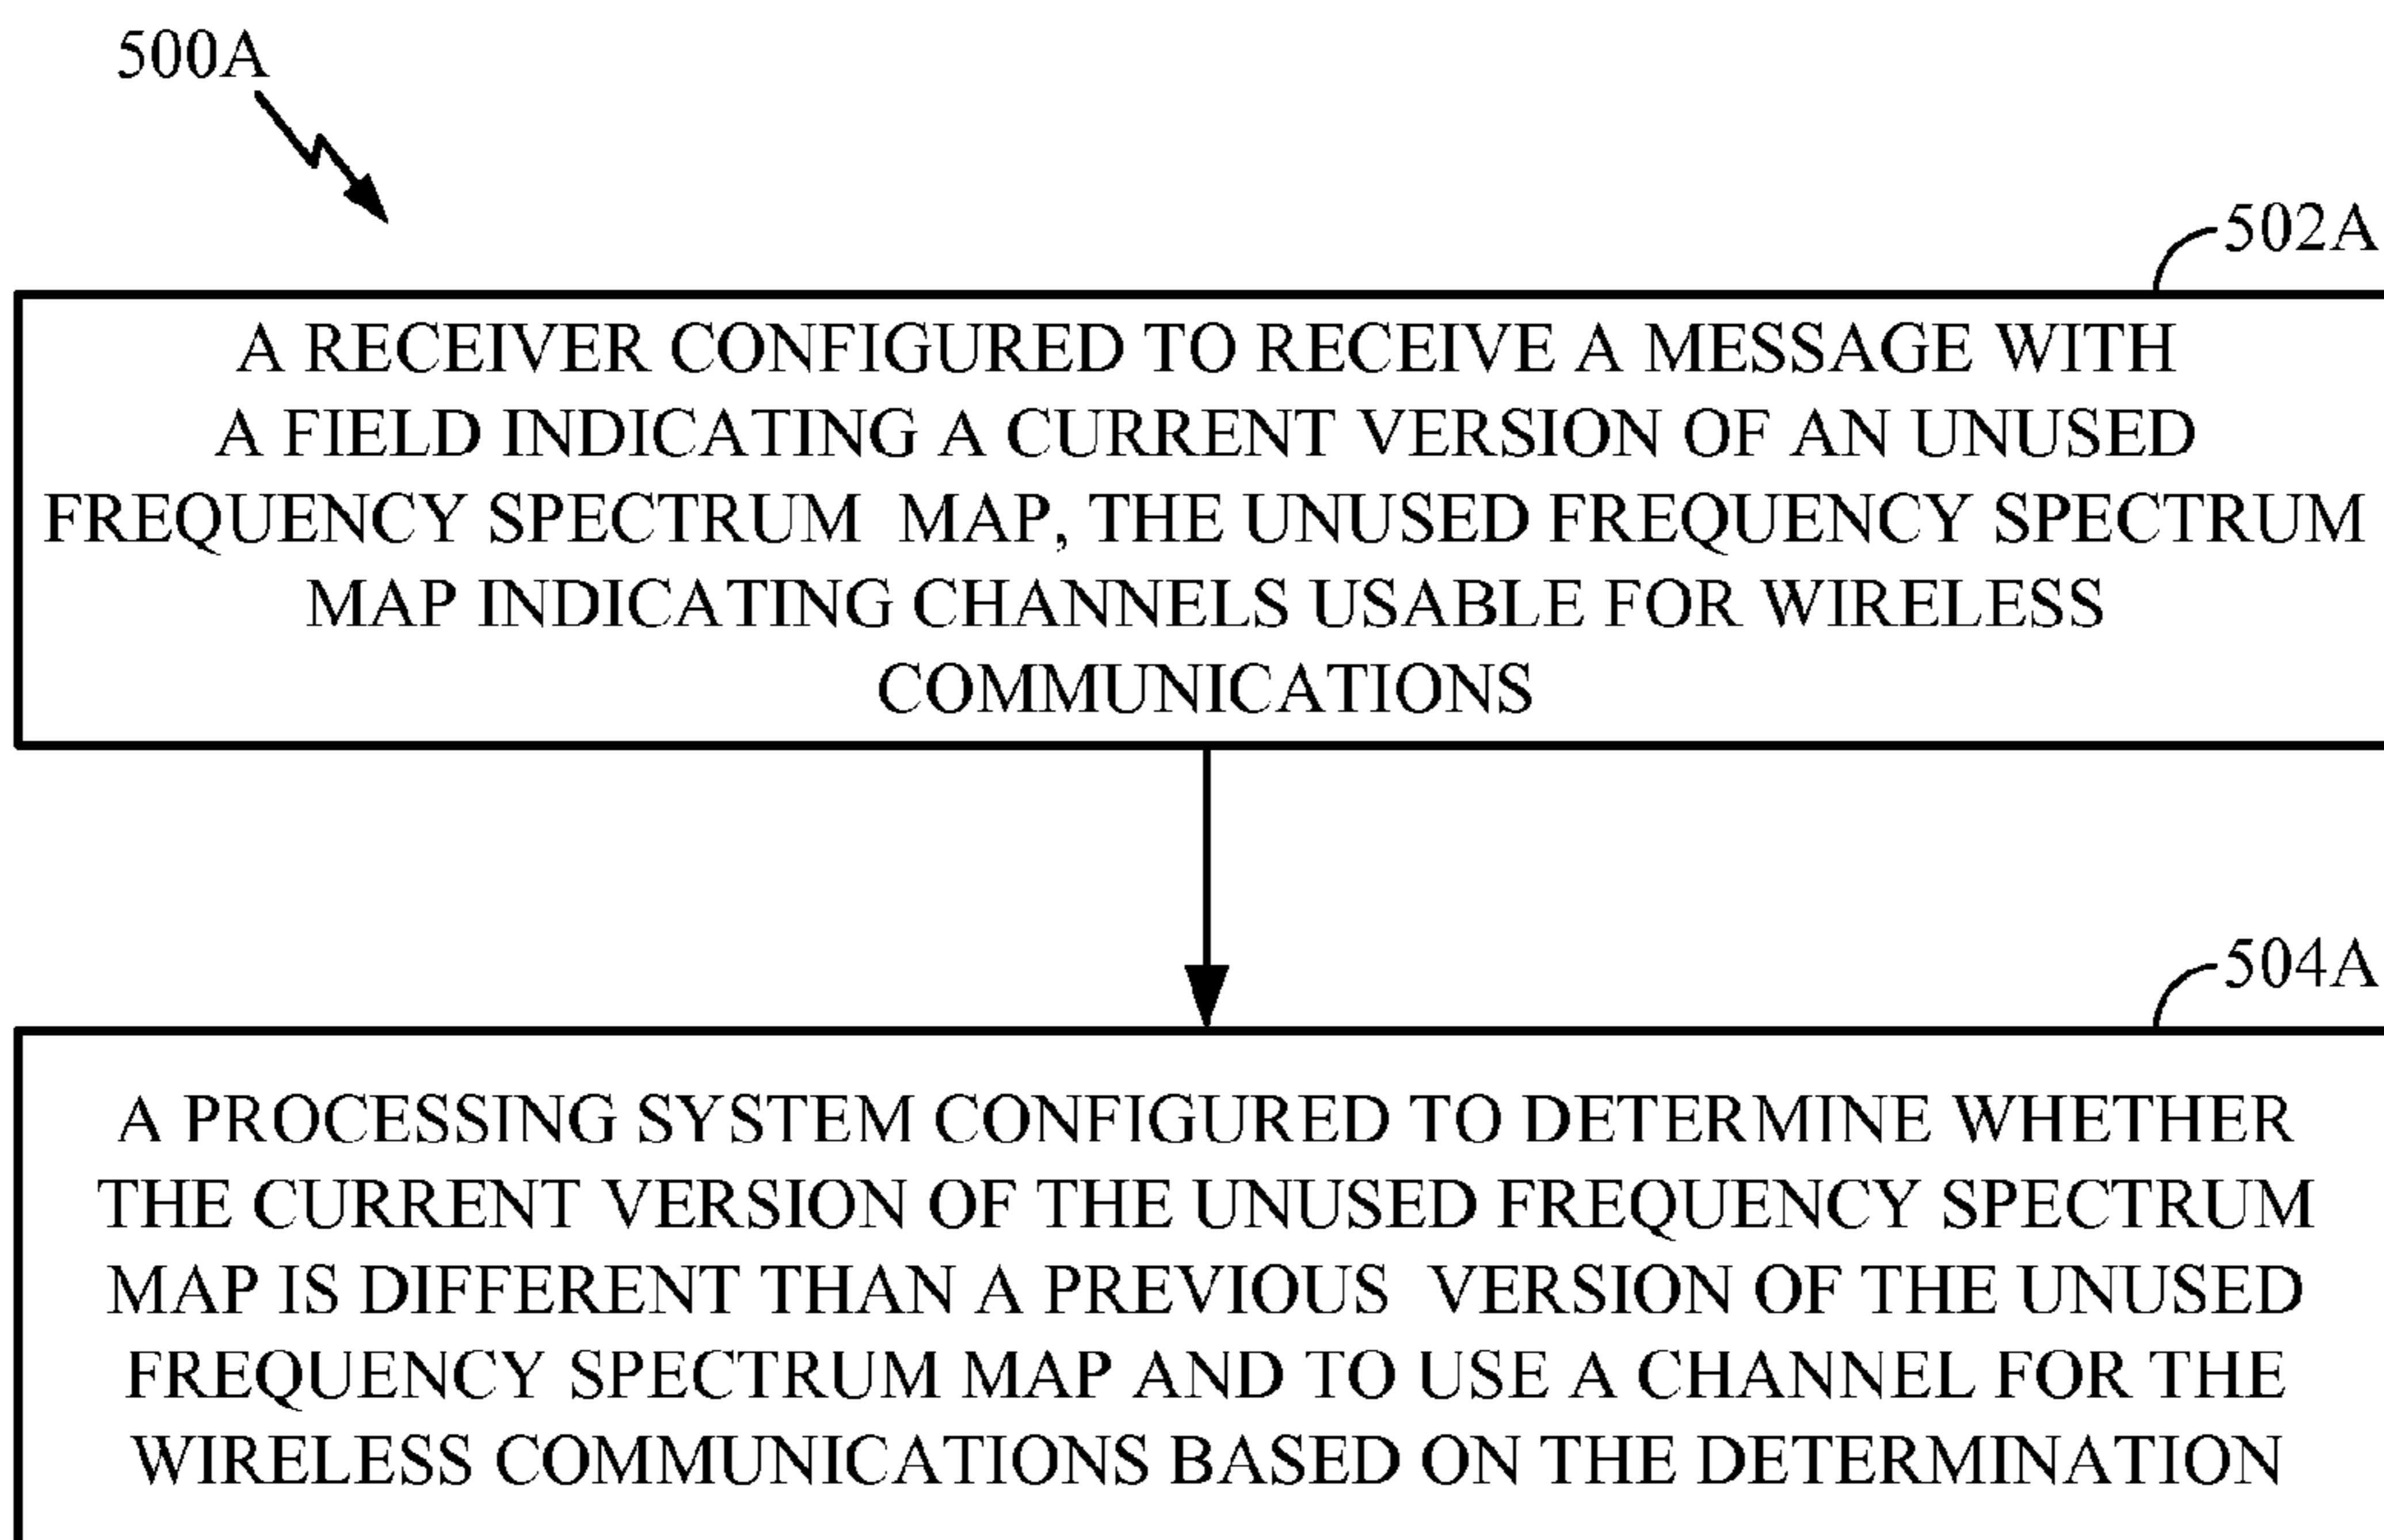 500A
502A
A RECEIVER CONFIGURED TO RECEIVE A MESSAGE WITH
A FIELD INDICATING A CURRENT VERSION OF AN UNUSED
FREQUENCY SPECTRUM MAP, THE UNUSED FREQUENCY SPECTRUM
MAP INDICATING CHANNELS USABLE FOR WIRELESS
COMMUNICATIONS
504A
A PROCESSING SYSTEM CONFIGURED TO DETERMINE WHETHER
THE CURRENT VERSION OF THE UNUSED FREQUENCY SPECTRUM
MAP IS DIFFERENT THAN A PREVIOUS VERSION OF THE UNUSED
FREQUENCY SPECTRUM MAP AND TO USE A CHANNEL FOR THE
WIRELESS COMMUNICATIONS BASED ON THE DETERMINATION